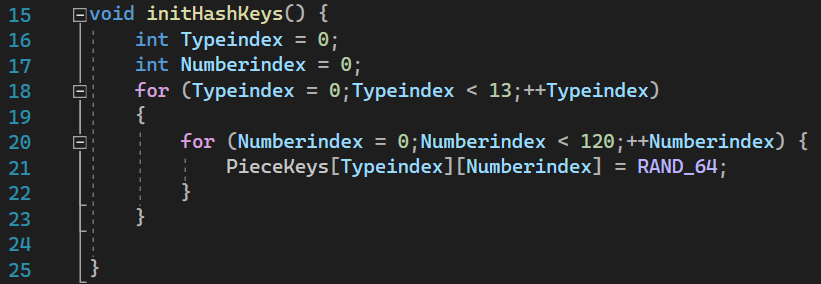 15 void initHashKeys() {
16     int Typeindex = 0;
17     int Numberindex = 0;
18     for (Typeindex = 0;Typeindex < 13;++Typeindex)
19     {
20         for (Numberindex = 0;Numberindex < 120;++Numberindex) {
21             PieceKeys[Typeindex][Numberindex] = RAND_64;
22         }
23     }
24
25 }